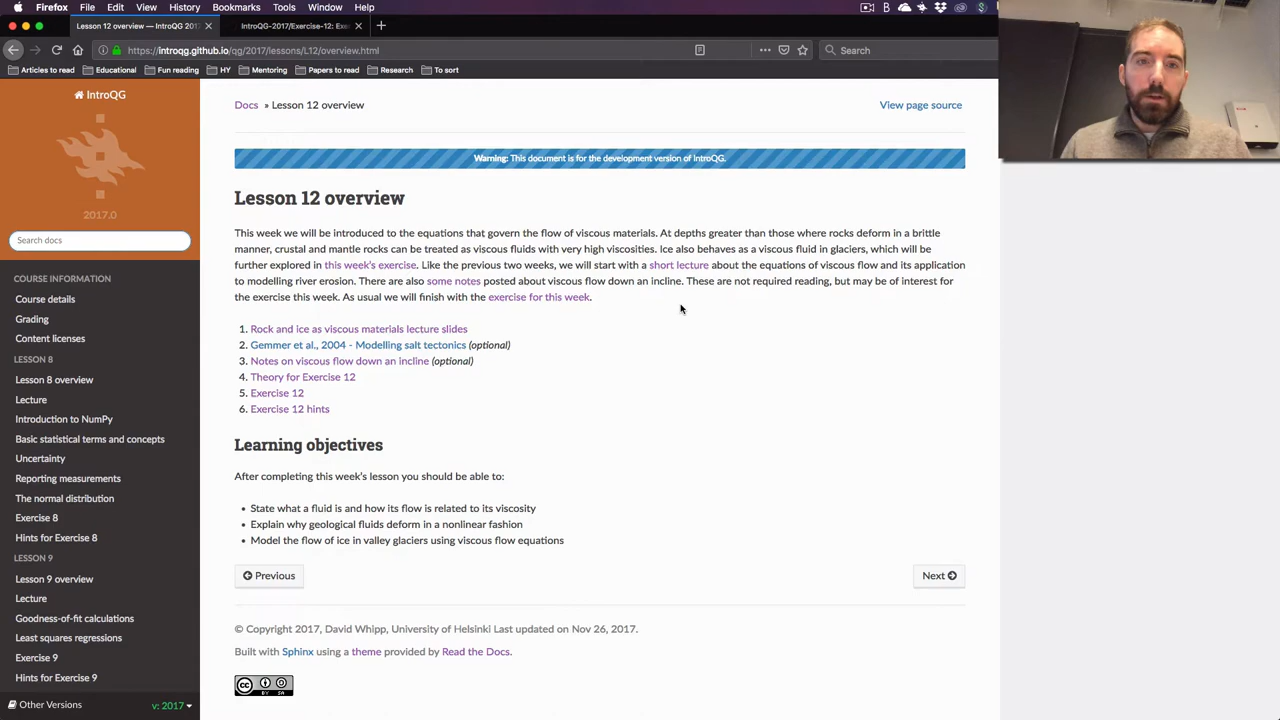 Firefox File Edit View History Bookmarks Tools Window Help
Lesson 12 overview — IntroQG 201
IntroQG-2017/Exercise-12: Exe
https://introqg.github.io/qg/2017/lessons/L12/overview.html
Search
Articles to read Educational Fun reading HY Mentoring Papers to read Research To sort
IntroQG
2017.0
Search docs
COURSE INFORMATION
Course details
Grading
Content licenses
LESSON 8
Lesson 8 overview
Lecture
Introduction to NumPy
Basic statistical terms and concepts
Uncertainty
Reporting measurements
The normal distribution
Exercise 8
Hints for Exercise 8
LESSON 9
Lesson 9 overview
Lecture
Goodness-of-fit calculations
Least squares regressions
Exercise 9
Hints for Exercise 9
Other Versions v: 2017
Docs » Lesson 12 overview
View page source
Warning: This document is for the development version of IntroQG.
Lesson 12 overview
This week we will be introduced to the equations that govern the flow of viscous materials. At depths greater than those where rocks deform in a brittle
manner, crustal and mantle rocks can be treated as viscous fluids with very high viscosities. Ice also behaves as a viscous fluid in glaciers, which will be
further explored in this week's exercise. Like the previous two weeks, we will start with a short lecture about the equations of viscous flow and its application
to modelling river erosion. There are also some notes posted about viscous flow down an incline. These are not required reading, but may be of interest for
the exercise this week. As usual we will finish with the exercise for this week.
1. Rock and ice as viscous materials lecture slides
2. Gemmer et al., 2004 - Modelling salt tectonics (optional)
3. Notes on viscous flow down an incline (optional)
4. Theory for Exercise 12
5. Exercise 12
6. Exercise 12 hints
Learning objectives
After completing this week's lesson you should be able to:
• State what a fluid is and how its flow is related to its viscosity
• Explain why geological fluids deform in a nonlinear fashion
• Model the flow of ice in valley glaciers using viscous flow equations
Previous
Next
© Copyright 2017, David Whipp, University of Helsinki Last updated on Nov 26, 2017.
Built with Sphinx using a theme provided by Read the Docs.
cc BY SA